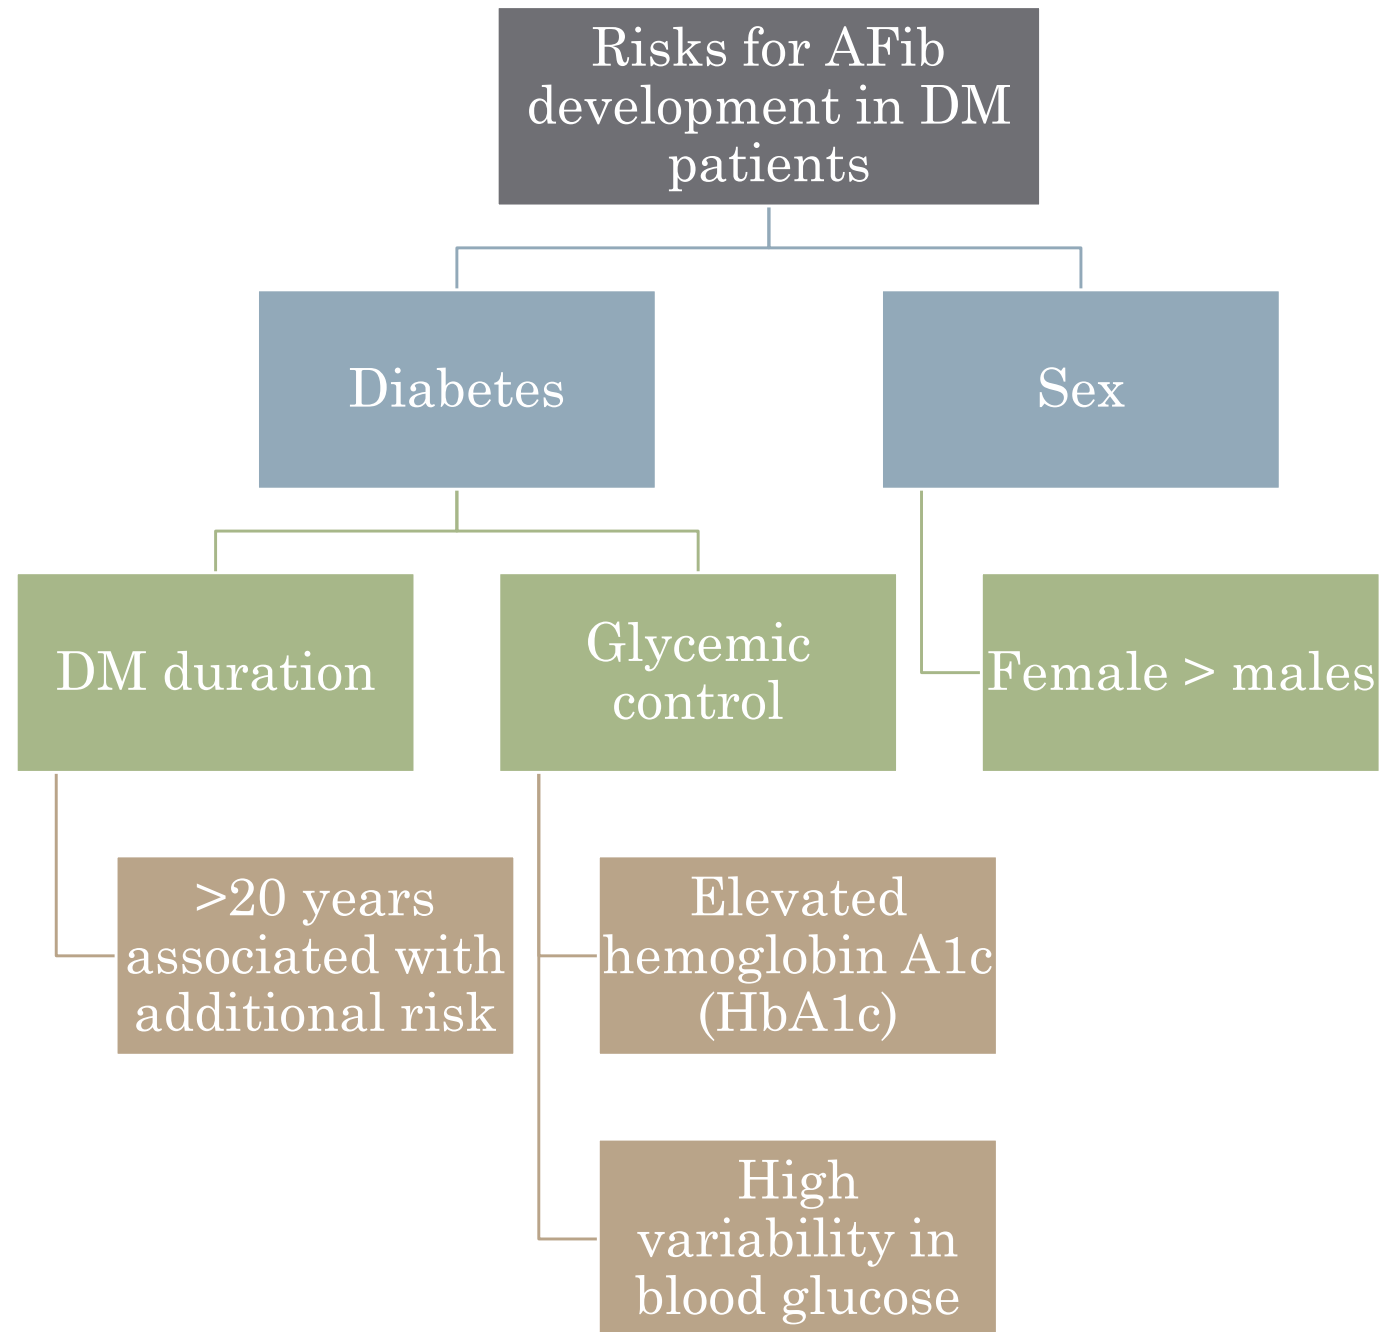 Risks for AFib
development in DM
patients
Diabetes
Sex
DM duration
Glycemic
control
Female > males
>20 years
associated with
additional risk
Elevated
hemoglobin A1c
(HbA1c)
High
variability in
blood glucose